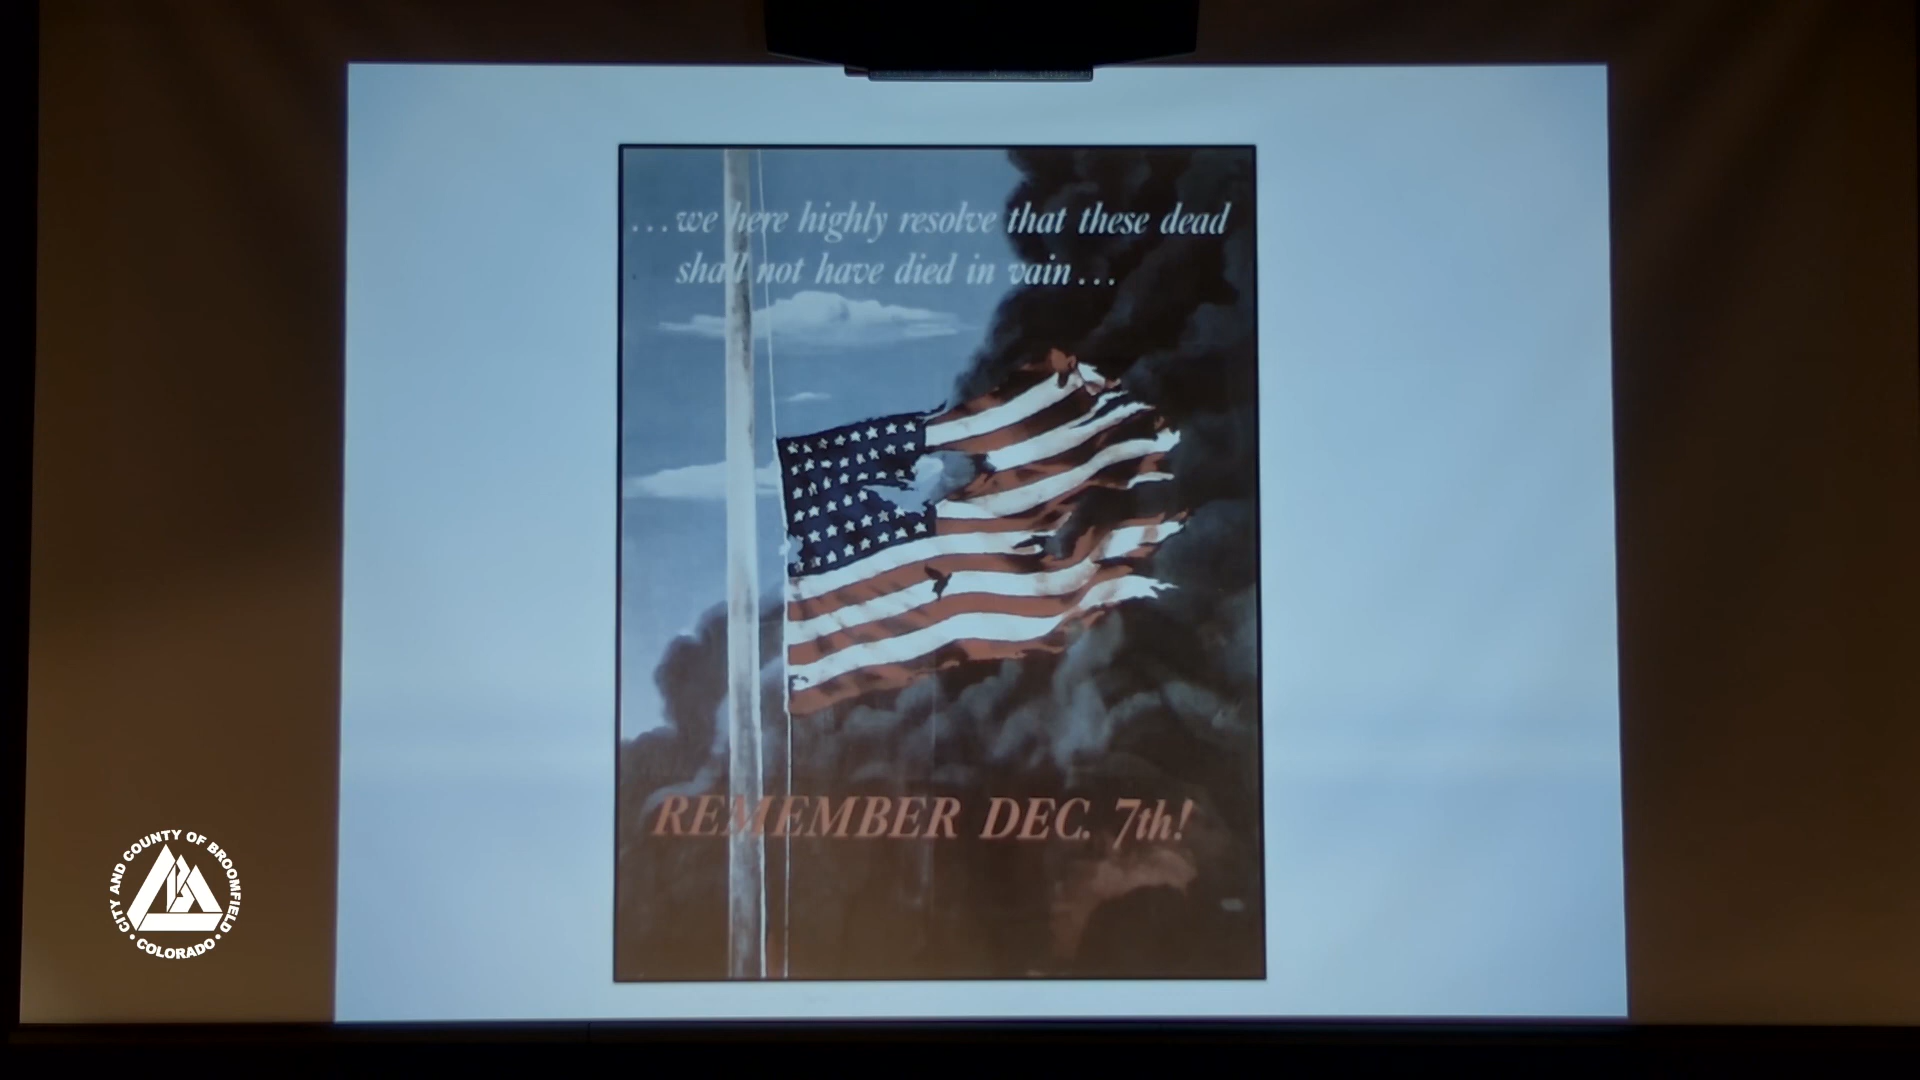 ...we here highly resolve that these dead
shall not have died in vain...
REMEMBER DEC. 7th!
CITY AND COUNTY OF BROOMFIELD
• COLORADO •